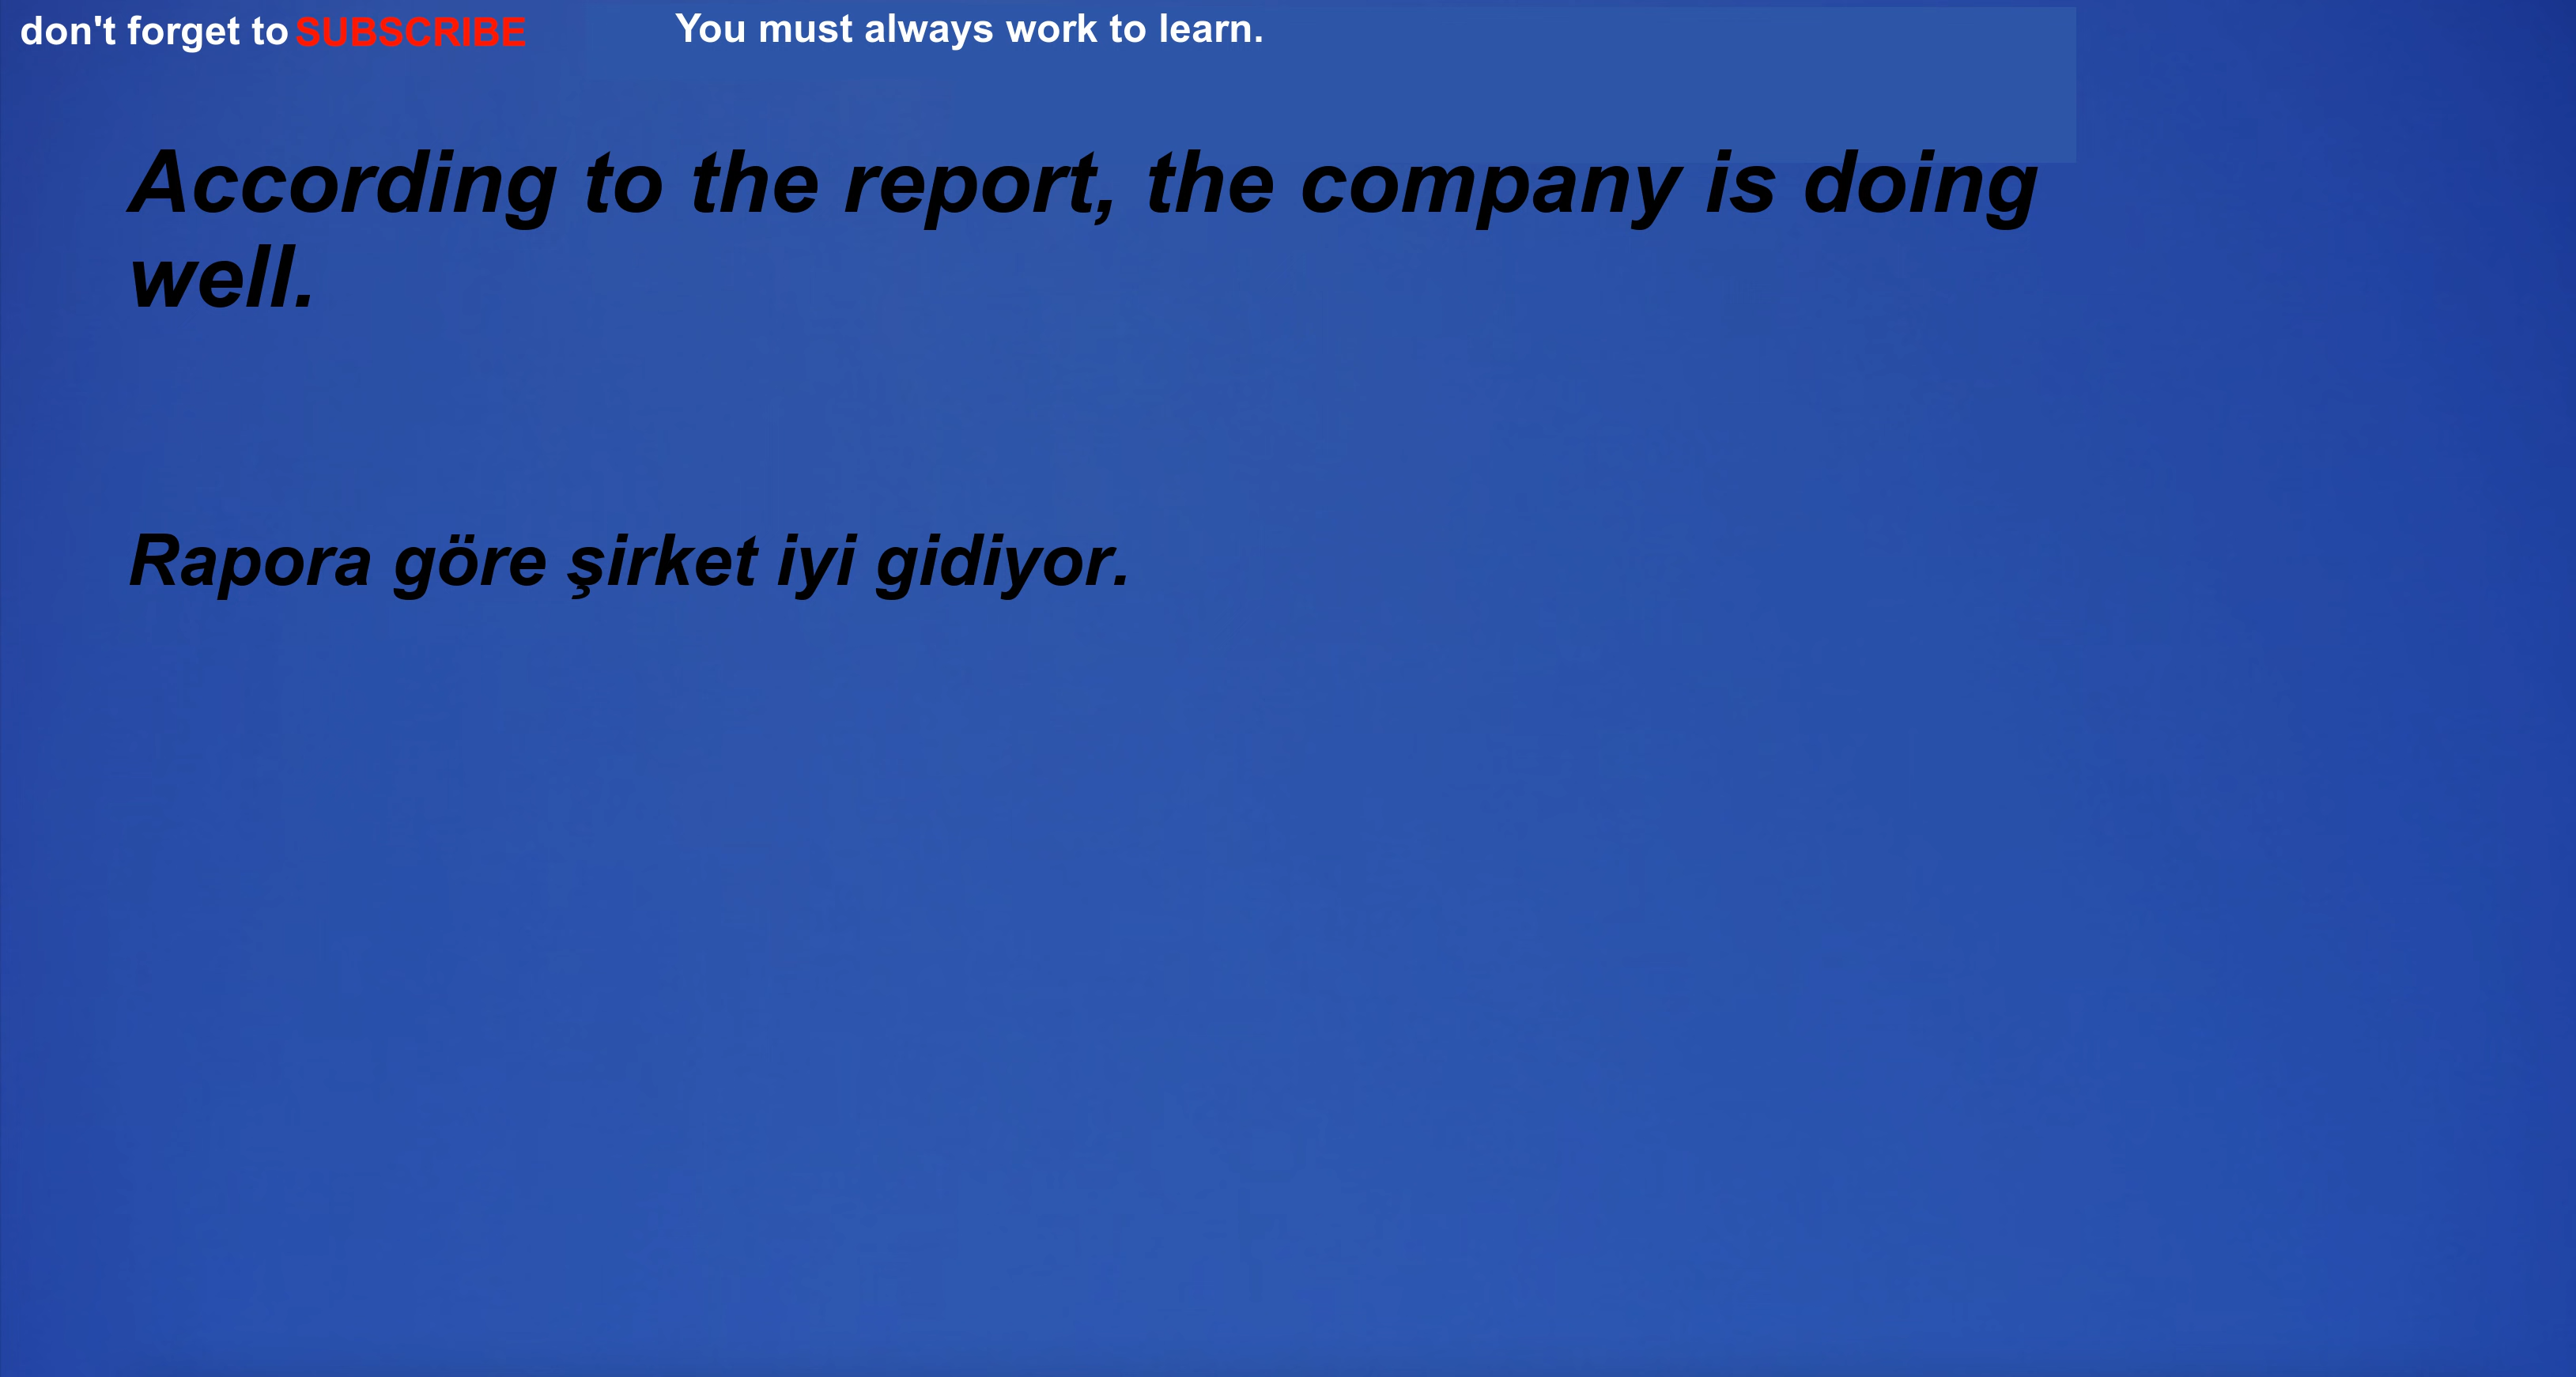 don't forget to SUBSCRIBE You must always work to learn.
According to the report, the company is doing
well.
Rapora göre şirket iyi gidiyor.